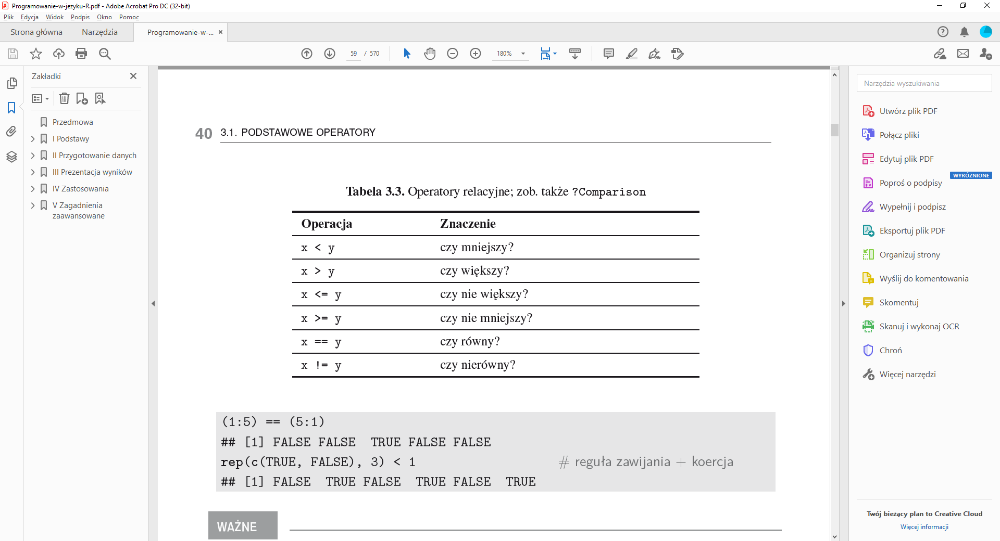 Programowanie-w-jezyku-R.pdf - Adobe Acrobat Pro DC (32-bit)
Plik Edycja Widok Podpis Okno Pomoc
Strona główna Narzędzia Programowanie-w-... ×
59 / 570 180%
Zakładki
Przedmowa
I Podstawy
II Przygotowanie danych
III Prezentacja wyników
IV Zastosowania
V Zagadnienia
zaawansowane
40 3.1. PODSTAWOWE OPERATORY
Tabela 3.3. Operatory relacyjne; zob. także ?Comparison
Operacja Znaczenie
x < y czy mniejszy?
x > y czy większy?
x <= y czy nie większy?
x >= y czy nie mniejszy?
x == y czy równy?
x != y czy nierówny?
(1:5) == (5:1)
## [1] FALSE FALSE  TRUE FALSE FALSE
rep(c(TRUE, FALSE), 3) < 1 # reguła zawijania + koercja
## [1] FALSE  TRUE FALSE  TRUE FALSE  TRUE
WAŻNE
Narzędzia wyszukiwania
Utwórz plik PDF
Połącz pliki
Edytuj plik PDF
WYRÓŻNIONE
Poproś o podpisy
Wypełnij i podpisz
Eksportuj plik PDF
Organizuj strony
Wyślij do komentowania
Skomentuj
Skanuj i wykonaj OCR
Chroń
Więcej narzędzi
Twój bieżący plan to Creative Cloud
Więcej informacji